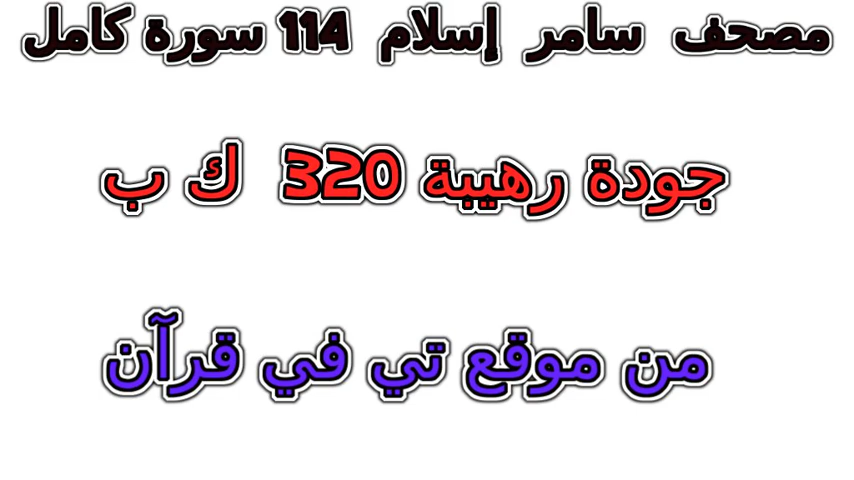 مصحف سامر إسلام 114 سورة كامل
جودة رهيبة 320 ك ب
من موقع تي في قرآن